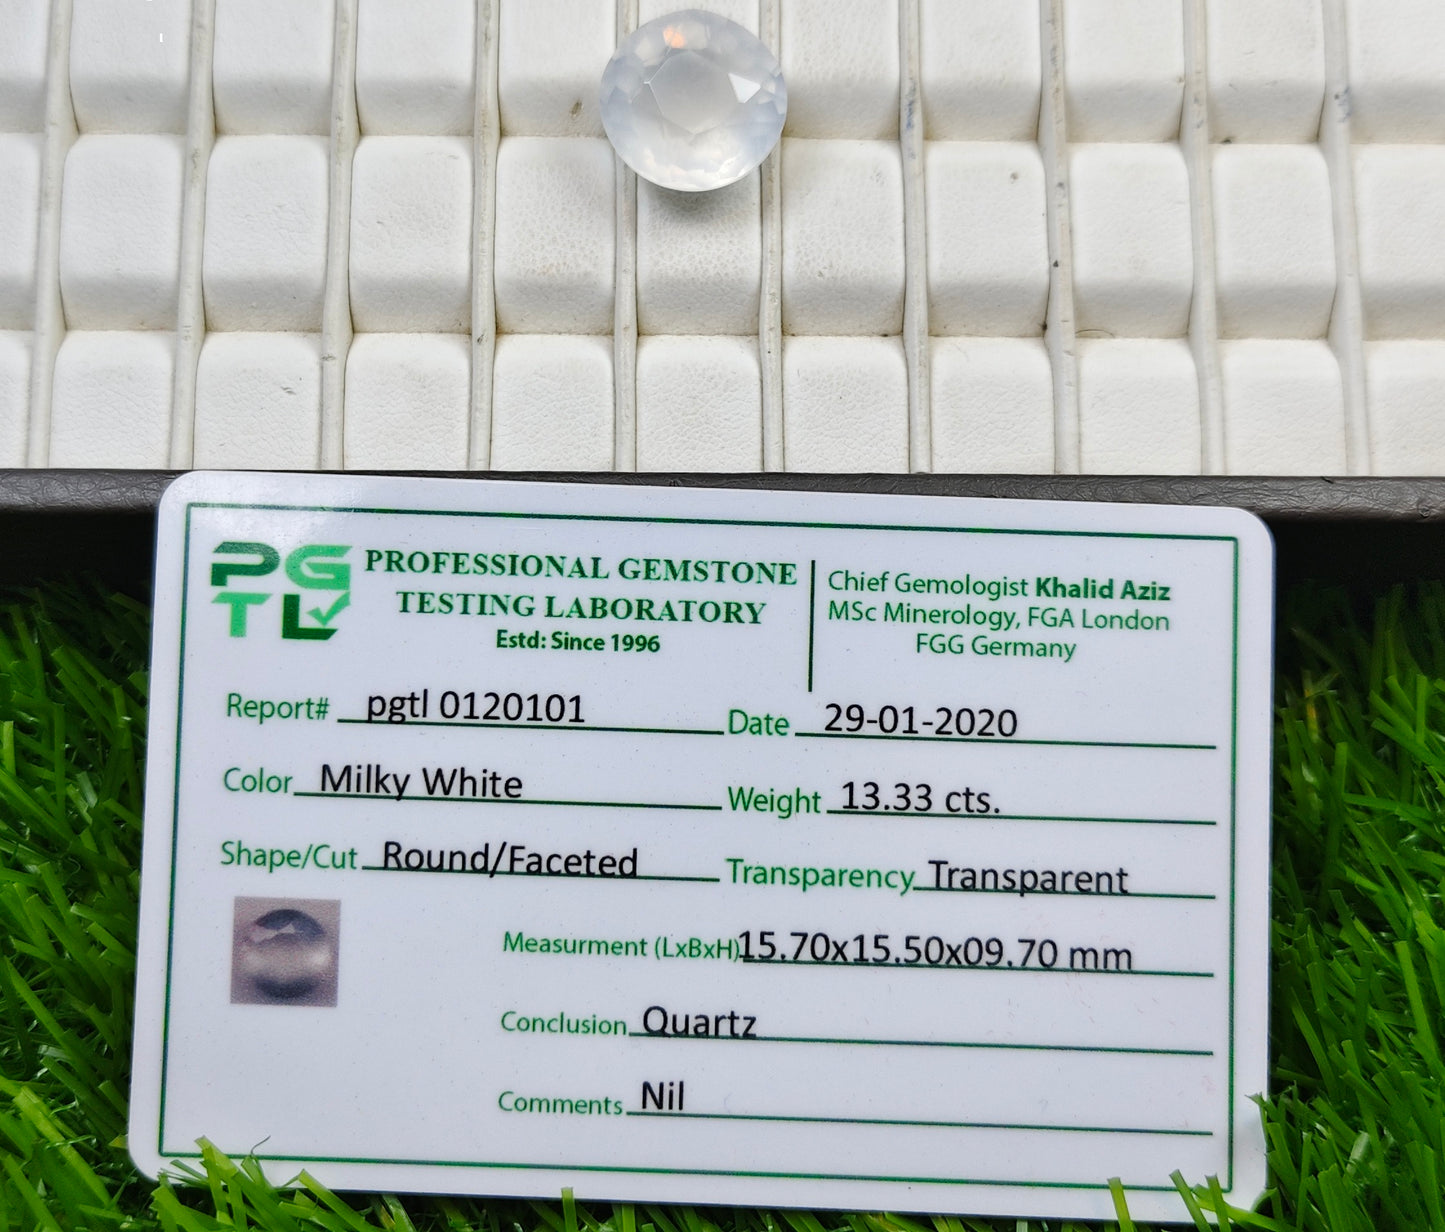 PG
TL
PROFESSIONAL GEMSTONE
TESTING LABORATORY
Estd: Since 1996
Chief Gemologist Khalid Aziz
MSc Minerology, FGA London
FGG Germany
Report# pgtl 0120101
Date 29-01-2020
Color Milky White
Weight 13.33 cts.
Shape/Cut Round/Faceted
Transparency Transparent
Measurment (LxBxH) 15.70x15.50x09.70 mm
Conclusion Quartz
Comments Nil